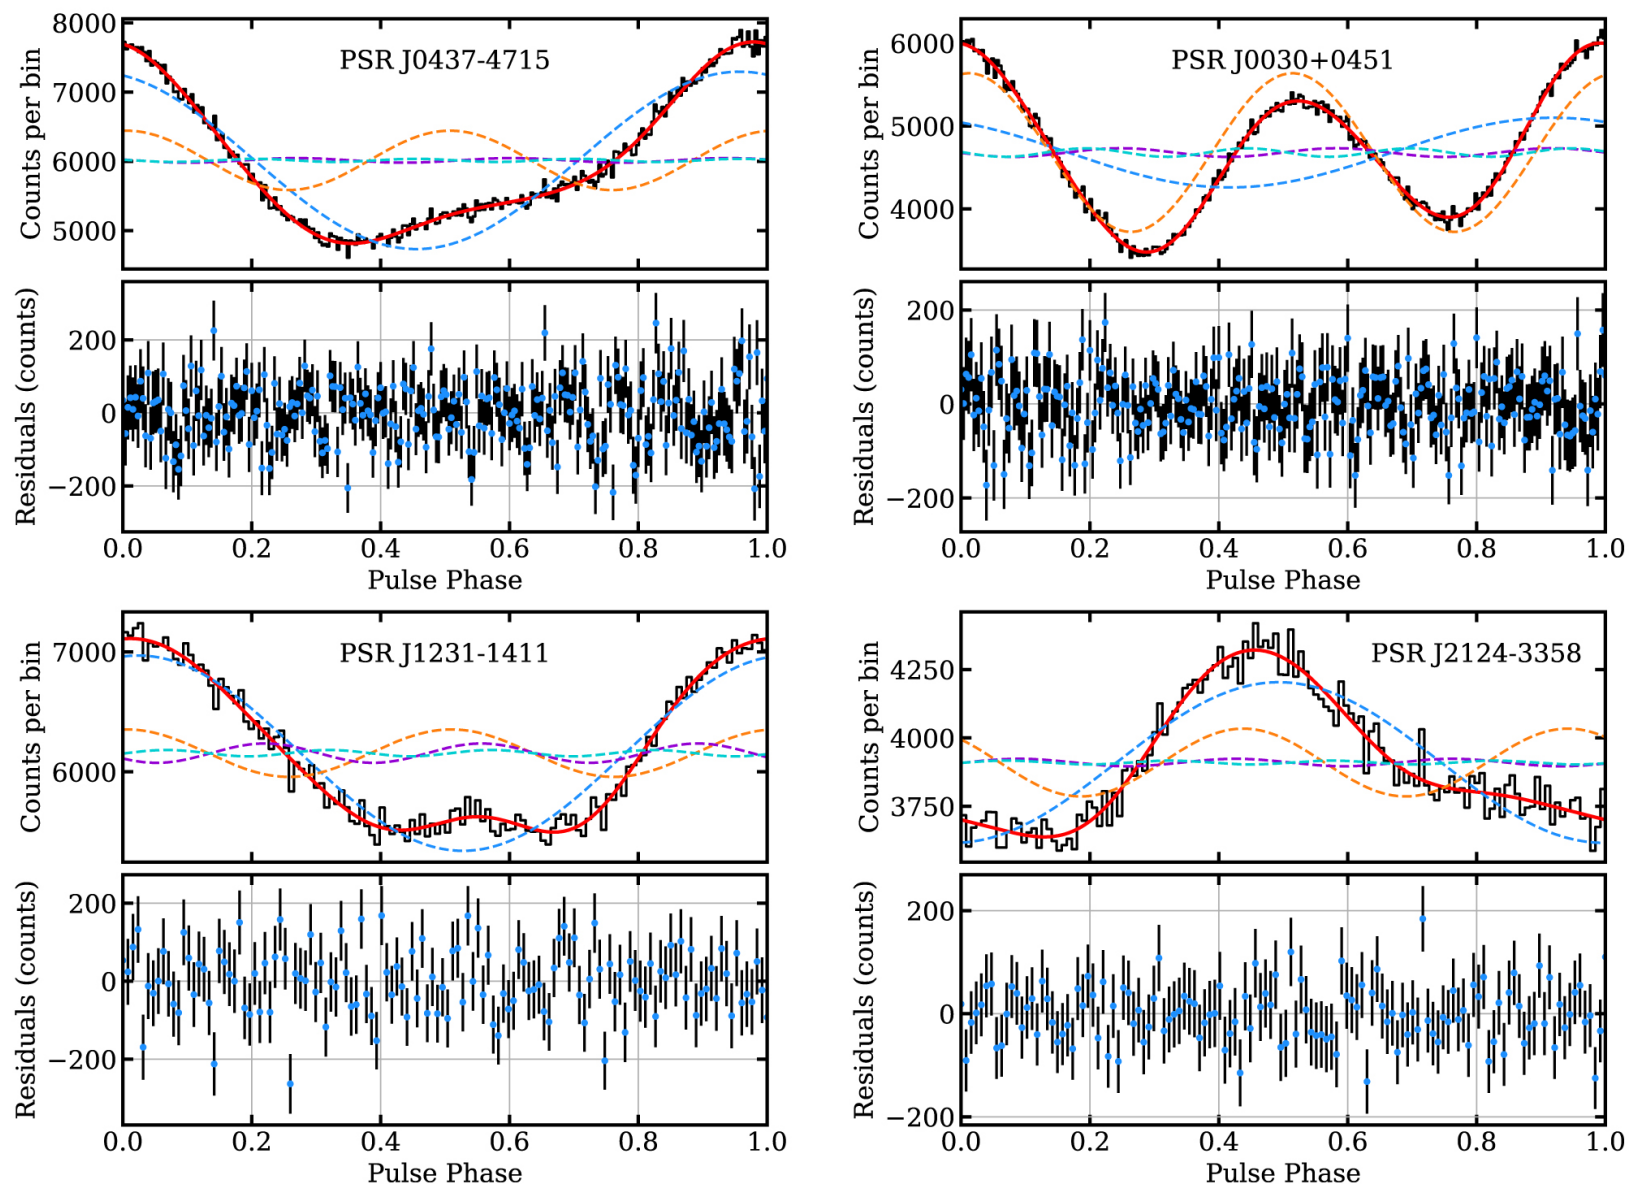 PSR J0437-4715
Counts per bin
8000
7000
6000
5000
Residuals (counts)
200
0
−200
0.0 0.2 0.4 0.6 0.8 1.0
Pulse Phase
PSR J0030+0451
Counts per bin
6000
5000
4000
Residuals (counts)
200
0
−200
0.0 0.2 0.4 0.6 0.8 1.0
Pulse Phase
PSR J1231-1411
Counts per bin
7000
6000
Residuals (counts)
200
0
−200
0.0 0.2 0.4 0.6 0.8 1.0
Pulse Phase
PSR J2124-3358
Counts per bin
4250
4000
3750
Residuals (counts)
200
0
−200
0.0 0.2 0.4 0.6 0.8 1.0
Pulse Phase